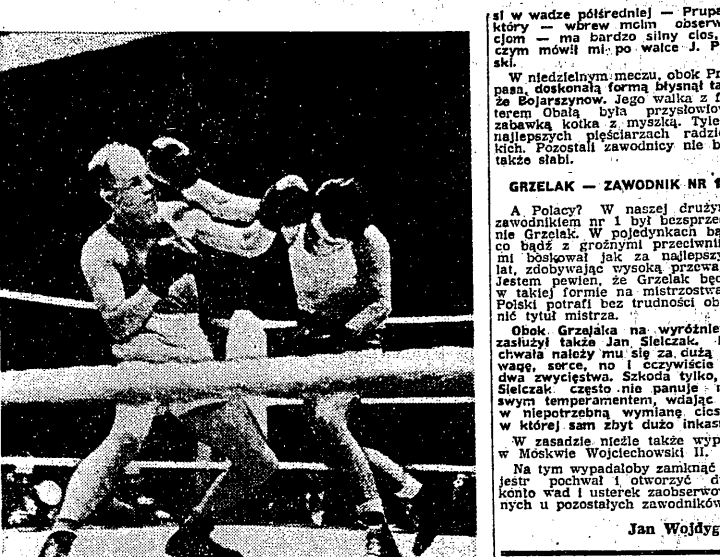 si w wadze półśredniej — Prupa
który — wbrew moim obserw
cjom — ma bardzo silny cios,
czym mówił mi po walce J. P
ski.
W niedzielnym meczu, obok Pr
pasa, doskonałą formą błysnął ta
że Bojarszynow. Jego walka z f
terem Obałą była przysłowiow
zabawką kotka z myszką. Tyle
najlepszych pięściarzach radzie
kich. Pozostali zawodnicy nie b
także słabi.
GRZELAK — ZAWODNIK NR 1
A Polacy? W naszej drużyn
zawodnikiem nr 1 był bezsprze
nie Grzelak. W pojedynkach bą
co bądź z groźnymi przeciwni
mi boksował jak za najlepszy
lat, zdobywając wysoką przewa
Jestem pewien, że Grzelak będ
w takiej formie na mistrzostwa
Polski potrafi bez trudności ob
nić tytuł mistrza.
Obok Grzelaka na wyróżnie
zasłużył także Jan Sielczak.
chwała należy mu się za dużą
wagę, serce, no i oczywiście
dwa zwycięstwa. Szkoda tylko,
Sielczak często nie panuje n
swym temperamentem, wdając
w niepotrzebną wymianę cios
w której sam zbyt dużo inkas
W zasadzie nieźle także wyp
w Moskwie Wojciechowski II.
Na tym wypadałoby zamknąć
jestr pochwał i otworzyć d
konto wad i usterek zaobserwo
nych u pozostałych zawodników
Jan Wojdyg